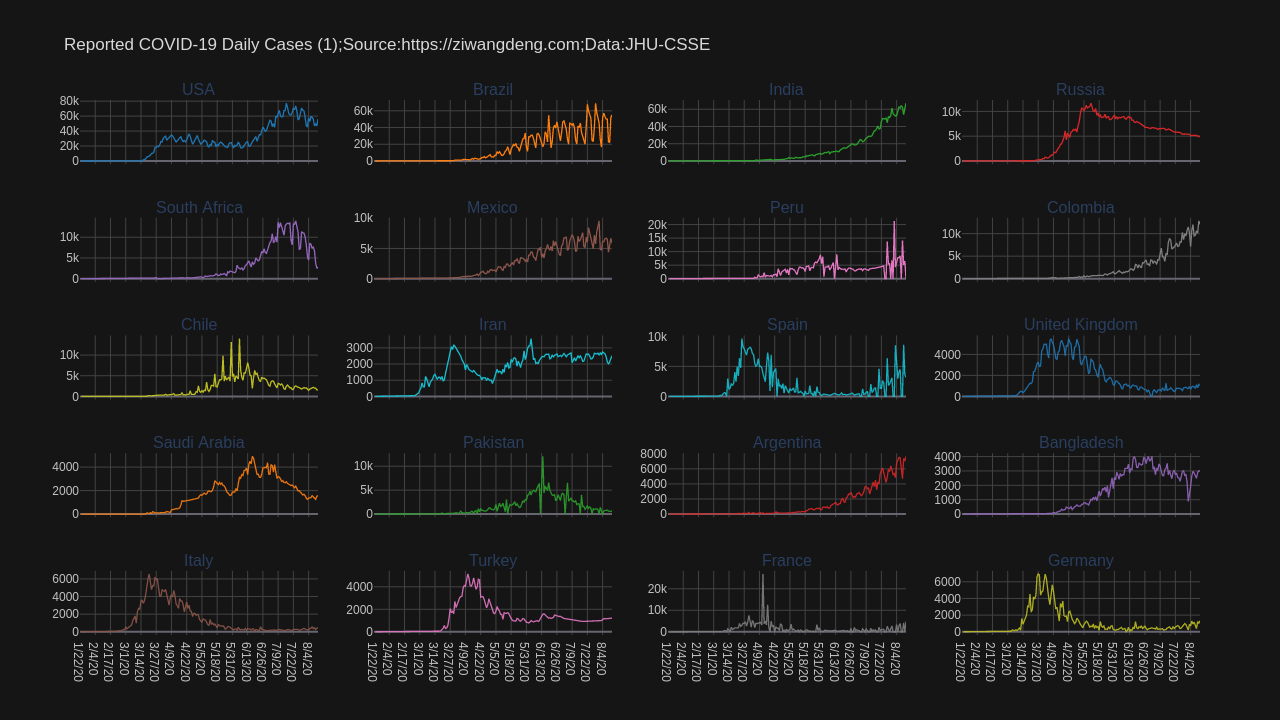 Reported COVID-19 Daily Cases (1);Source:https://ziwangdeng.com;Data:JHU-CSSE
USA
80k
60k
40k
20k
0
Brazil
60k
40k
20k
0
India
60k
40k
20k
0
Russia
10k
5k
0
South Africa
10k
5k
0
Mexico
10k
5k
0
Peru
20k
15k
10k
5k
0
Colombia
10k
5k
0
Chile
10k
5k
0
Iran
3000
2000
1000
0
Spain
10k
5k
0
United Kingdom
4000
2000
0
Saudi Arabia
4000
2000
0
Pakistan
10k
5k
0
Argentina
8000
6000
4000
2000
0
Bangladesh
4000
3000
2000
1000
0
Italy
6000
4000
2000
0
1/22/20 2/4/20 2/17/20 3/1/20 3/14/20 3/27/20 4/9/20 4/22/20 5/5/20 5/18/20 5/31/20 6/13/20 6/26/20 7/9/20 7/22/20 8/4/20
Turkey
4000
2000
0
1/22/20 2/4/20 2/17/20 3/1/20 3/14/20 3/27/20 4/9/20 4/22/20 5/5/20 5/18/20 5/31/20 6/13/20 6/26/20 7/9/20 7/22/20 8/4/20
France
20k
10k
0
1/22/20 2/4/20 2/17/20 3/1/20 3/14/20 3/27/20 4/9/20 4/22/20 5/5/20 5/18/20 5/31/20 6/13/20 6/26/20 7/9/20 7/22/20 8/4/20
Germany
6000
4000
2000
0
1/22/20 2/4/20 2/17/20 3/1/20 3/14/20 3/27/20 4/9/20 4/22/20 5/5/20 5/18/20 5/31/20 6/13/20 6/26/20 7/9/20 7/22/20 8/4/20